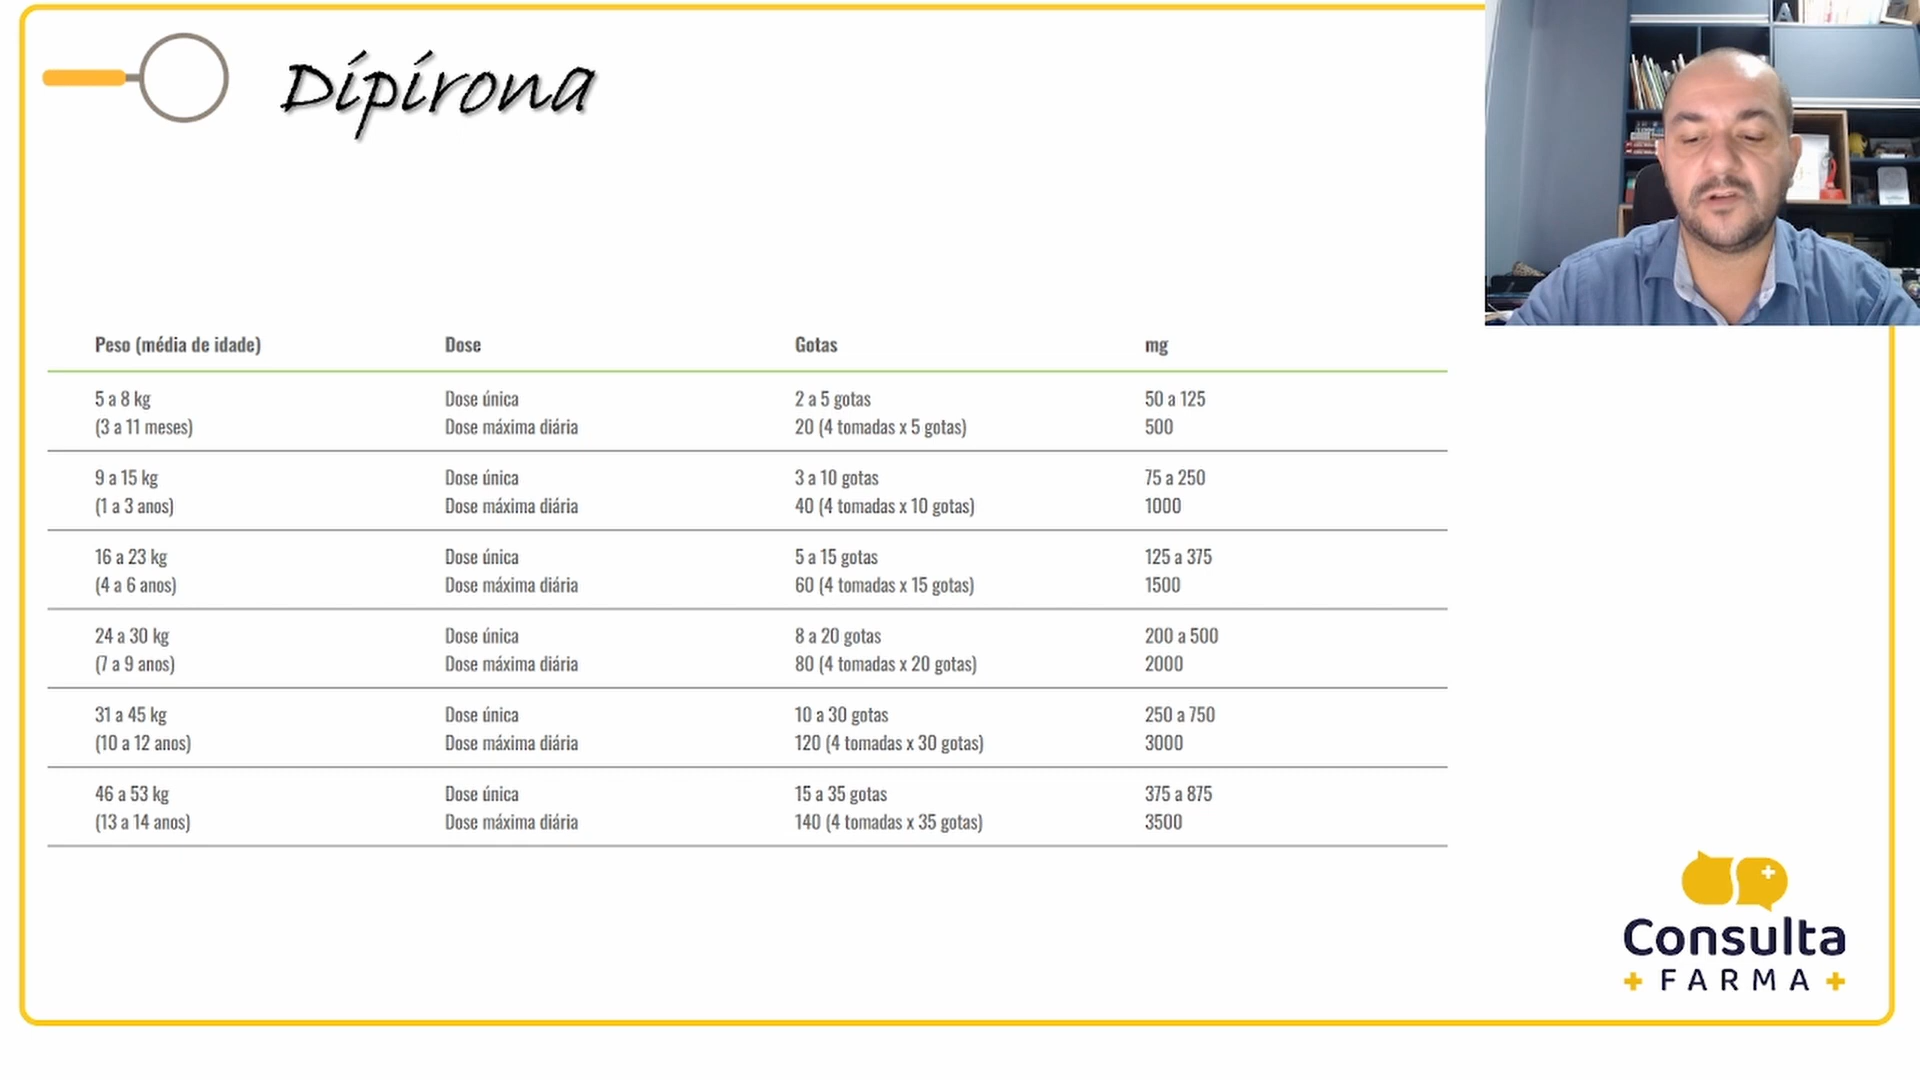 Dipirona
Peso (média de idade) Dose Gotas mg
5 a 8 kg Dose única 2 a 5 gotas 50 a 125
(3 a 11 meses) Dose máxima diária 20 (4 tomadas x 5 gotas) 500
9 a 15 kg Dose única 3 a 10 gotas 75 a 250
(1 a 3 anos) Dose máxima diária 40 (4 tomadas x 10 gotas) 1000
16 a 23 kg Dose única 5 a 15 gotas 125 a 375
(4 a 6 anos) Dose máxima diária 60 (4 tomadas x 15 gotas) 1500
24 a 30 kg Dose única 8 a 20 gotas 200 a 500
(7 a 9 anos) Dose máxima diária 80 (4 tomadas x 20 gotas) 2000
31 a 45 kg Dose única 10 a 30 gotas 250 a 750
(10 a 12 anos) Dose máxima diária 120 (4 tomadas x 30 gotas) 3000
46 a 53 kg Dose única 15 a 35 gotas 375 a 875
(13 a 14 anos) Dose máxima diária 140 (4 tomadas x 35 gotas) 3500
Consulta
+ FARMA +